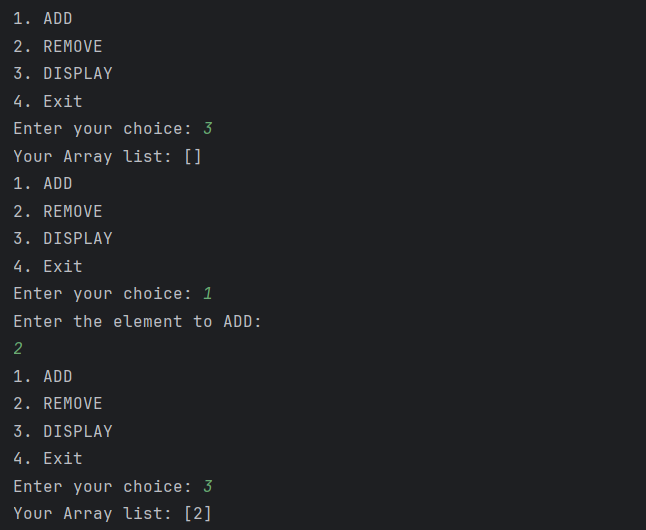 1. ADD
2. REMOVE
3. DISPLAY
4. Exit
Enter your choice: 3
Your Array list: []
1. ADD
2. REMOVE
3. DISPLAY
4. Exit
Enter your choice: 1
Enter the element to ADD:
2
1. ADD
2. REMOVE
3. DISPLAY
4. Exit
Enter your choice: 3
Your Array list: [2]